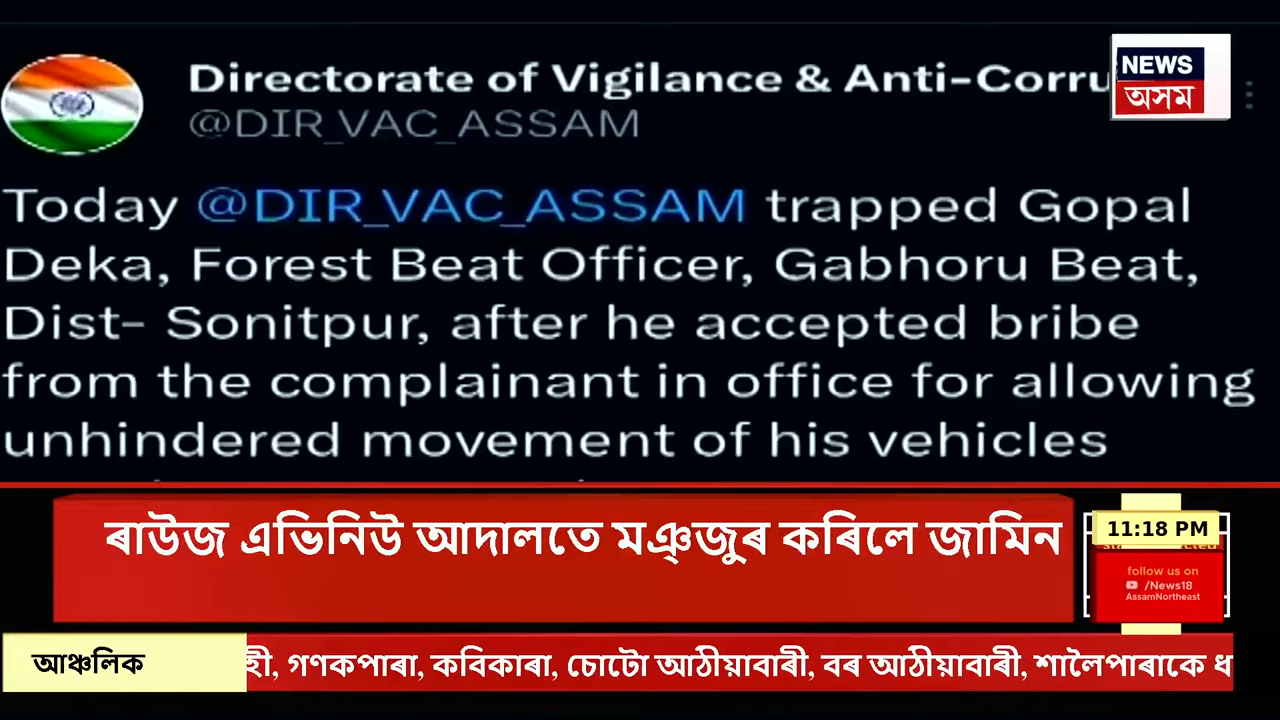 Directorate of Vigilance & Anti-Corru
@DIR_VAC_ASSAM
NEWS
অসম
Today @DIR_VAC_ASSAM trapped Gopal
Deka, Forest Beat Officer, Gabhoru Beat,
Dist- Sonitpur, after he accepted bribe
from the complainant in office for allowing
unhindered movement of his vehicles
ৰাউজ এভিনিউ আদালতে মঞ্জুৰ কৰিলে জামিন
11:18 PM
follow us on
/News18
AssamNortheast
আঞ্চলিক
হী, গণকপাৰা, কবিকাৰা, চোটো আঠীয়াবাৰী, বৰ আঠীয়াবাৰী, শালৈপাৰাকে ধ